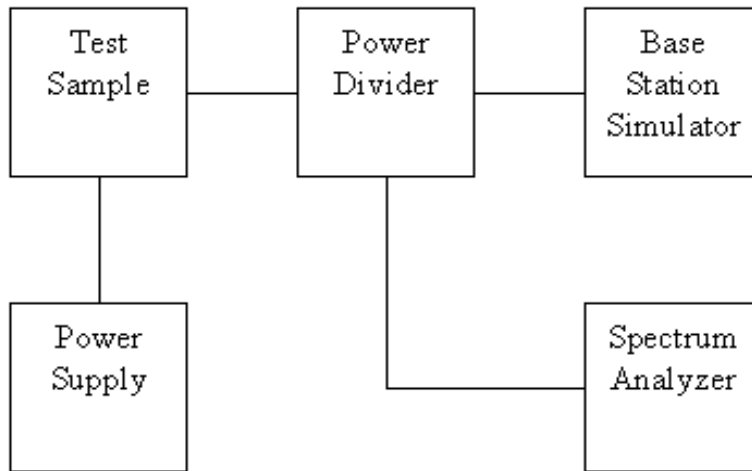 Test
Sample
Power
Divider
Base
Station
Simulator
Power
Supply
Spectrum
Analyzer